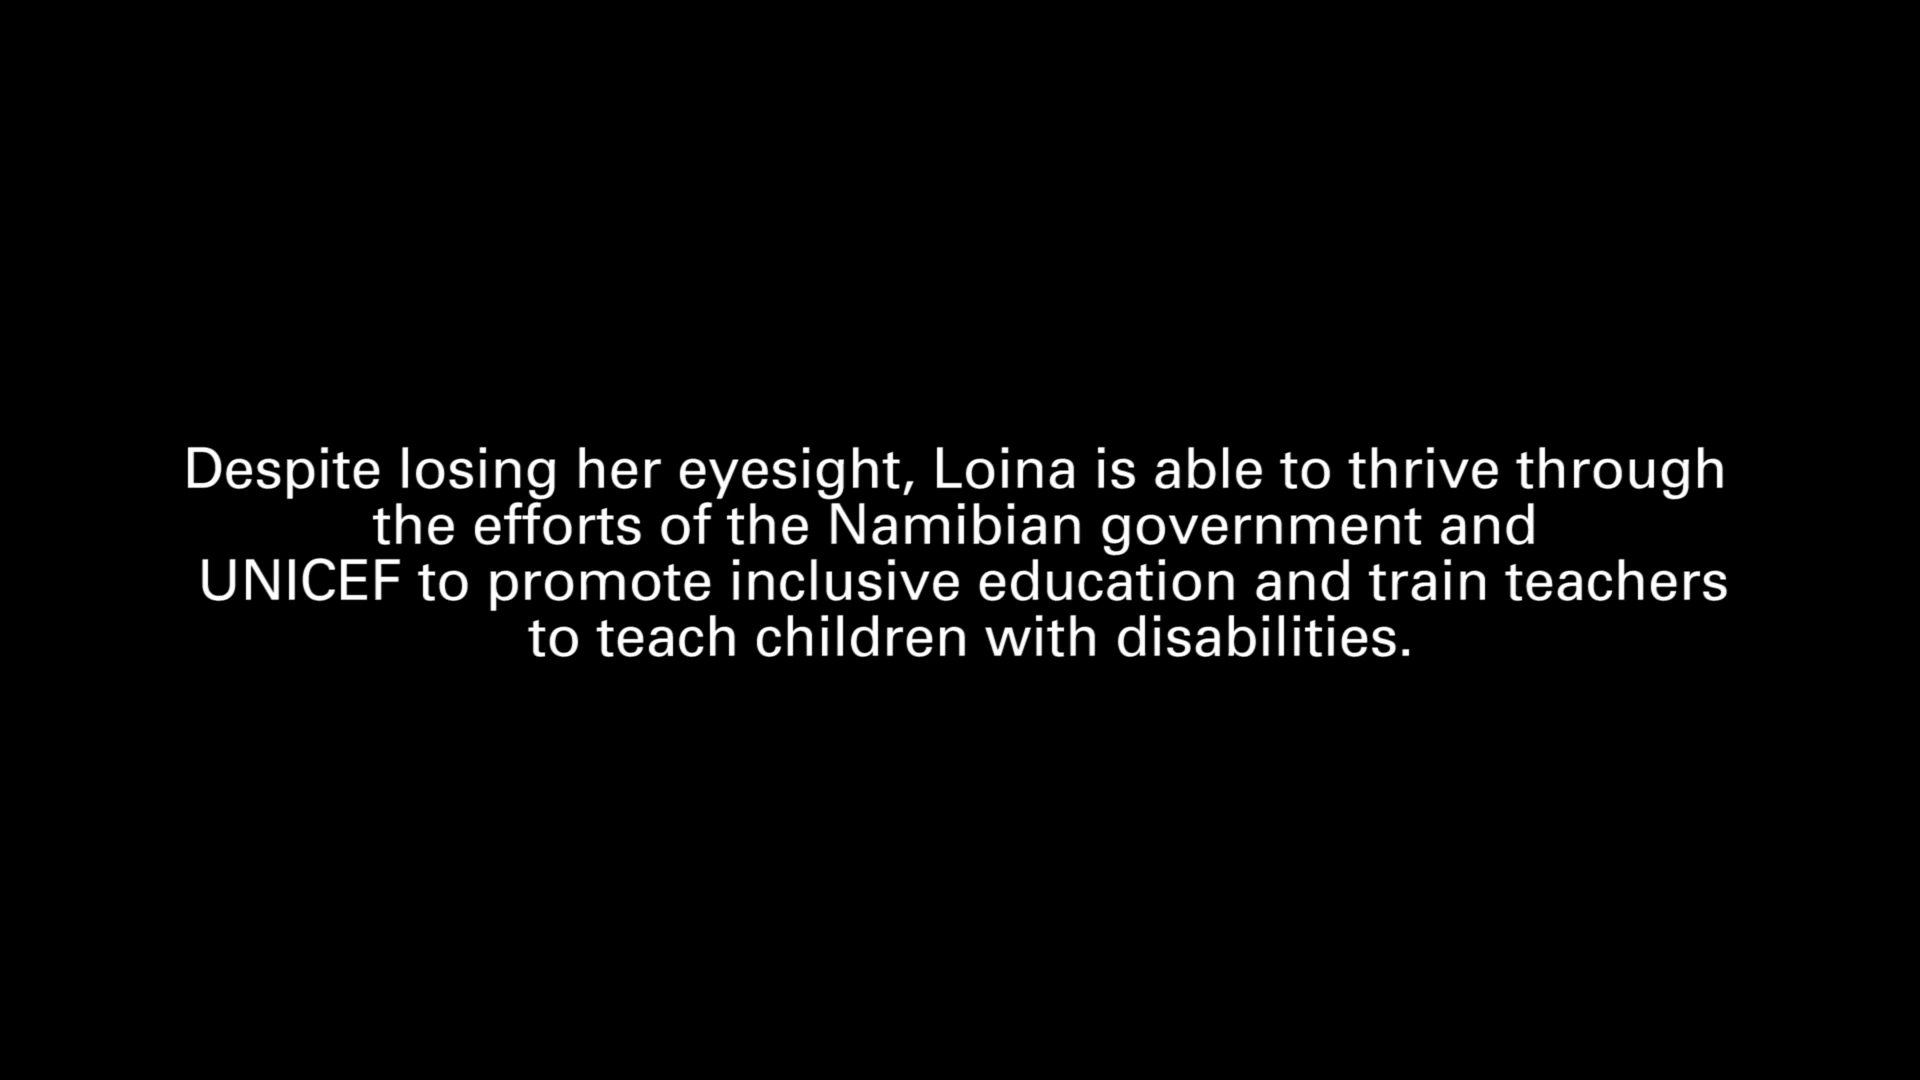 Despite losing her eyesight, Loina is able to thrive through
the efforts of the Namibian government and
UNICEF to promote inclusive education and train teachers
to teach children with disabilities.